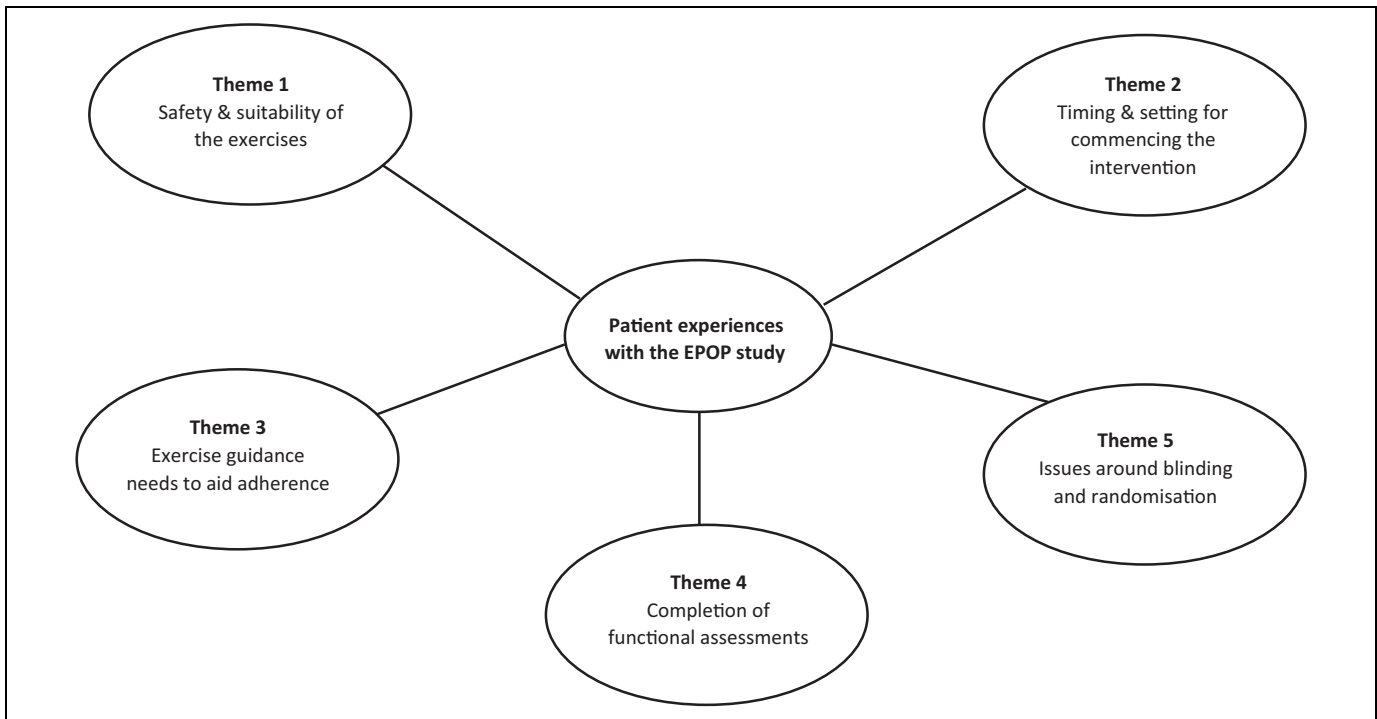 Theme 1
Safety & suitability of
the exercises
Theme 2
Timing & setting for
commencing the
intervention
Patient experiences
with the EPOP study
Theme 3
Exercise guidance
needs to aid adherence
Theme 5
Issues around blinding
and randomisation
Theme 4
Completion of
functional assessments